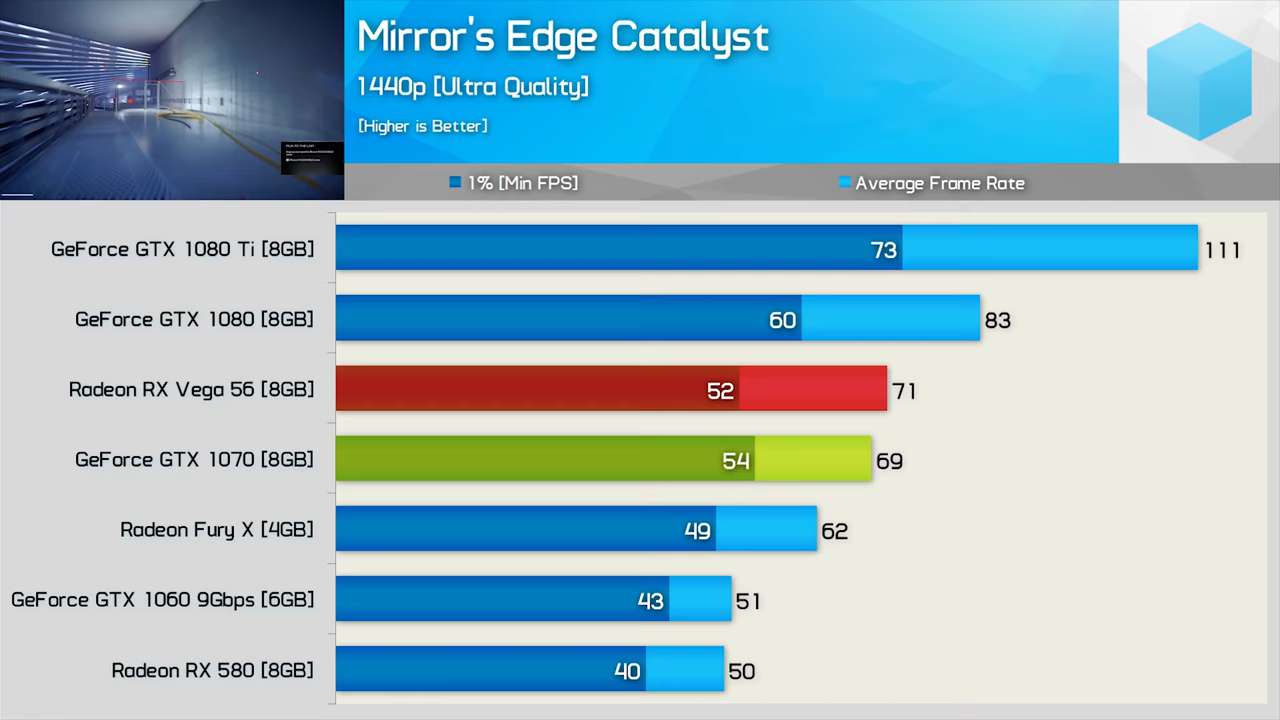 Mirror's Edge Catalyst
1440p [Ultra Quality]
[Higher is Better]
1% [Min FPS]
Average Frame Rate
GeForce GTX 1080 Ti [8GB] 73 111
GeForce GTX 1080 [8GB] 60 83
Radeon RX Vega 56 [8GB] 52 71
GeForce GTX 1070 [8GB] 54 69
Radeon Fury X [4GB] 49 62
GeForce GTX 1060 9Gbps [6GB] 43 51
Radeon RX 580 [8GB] 40 50